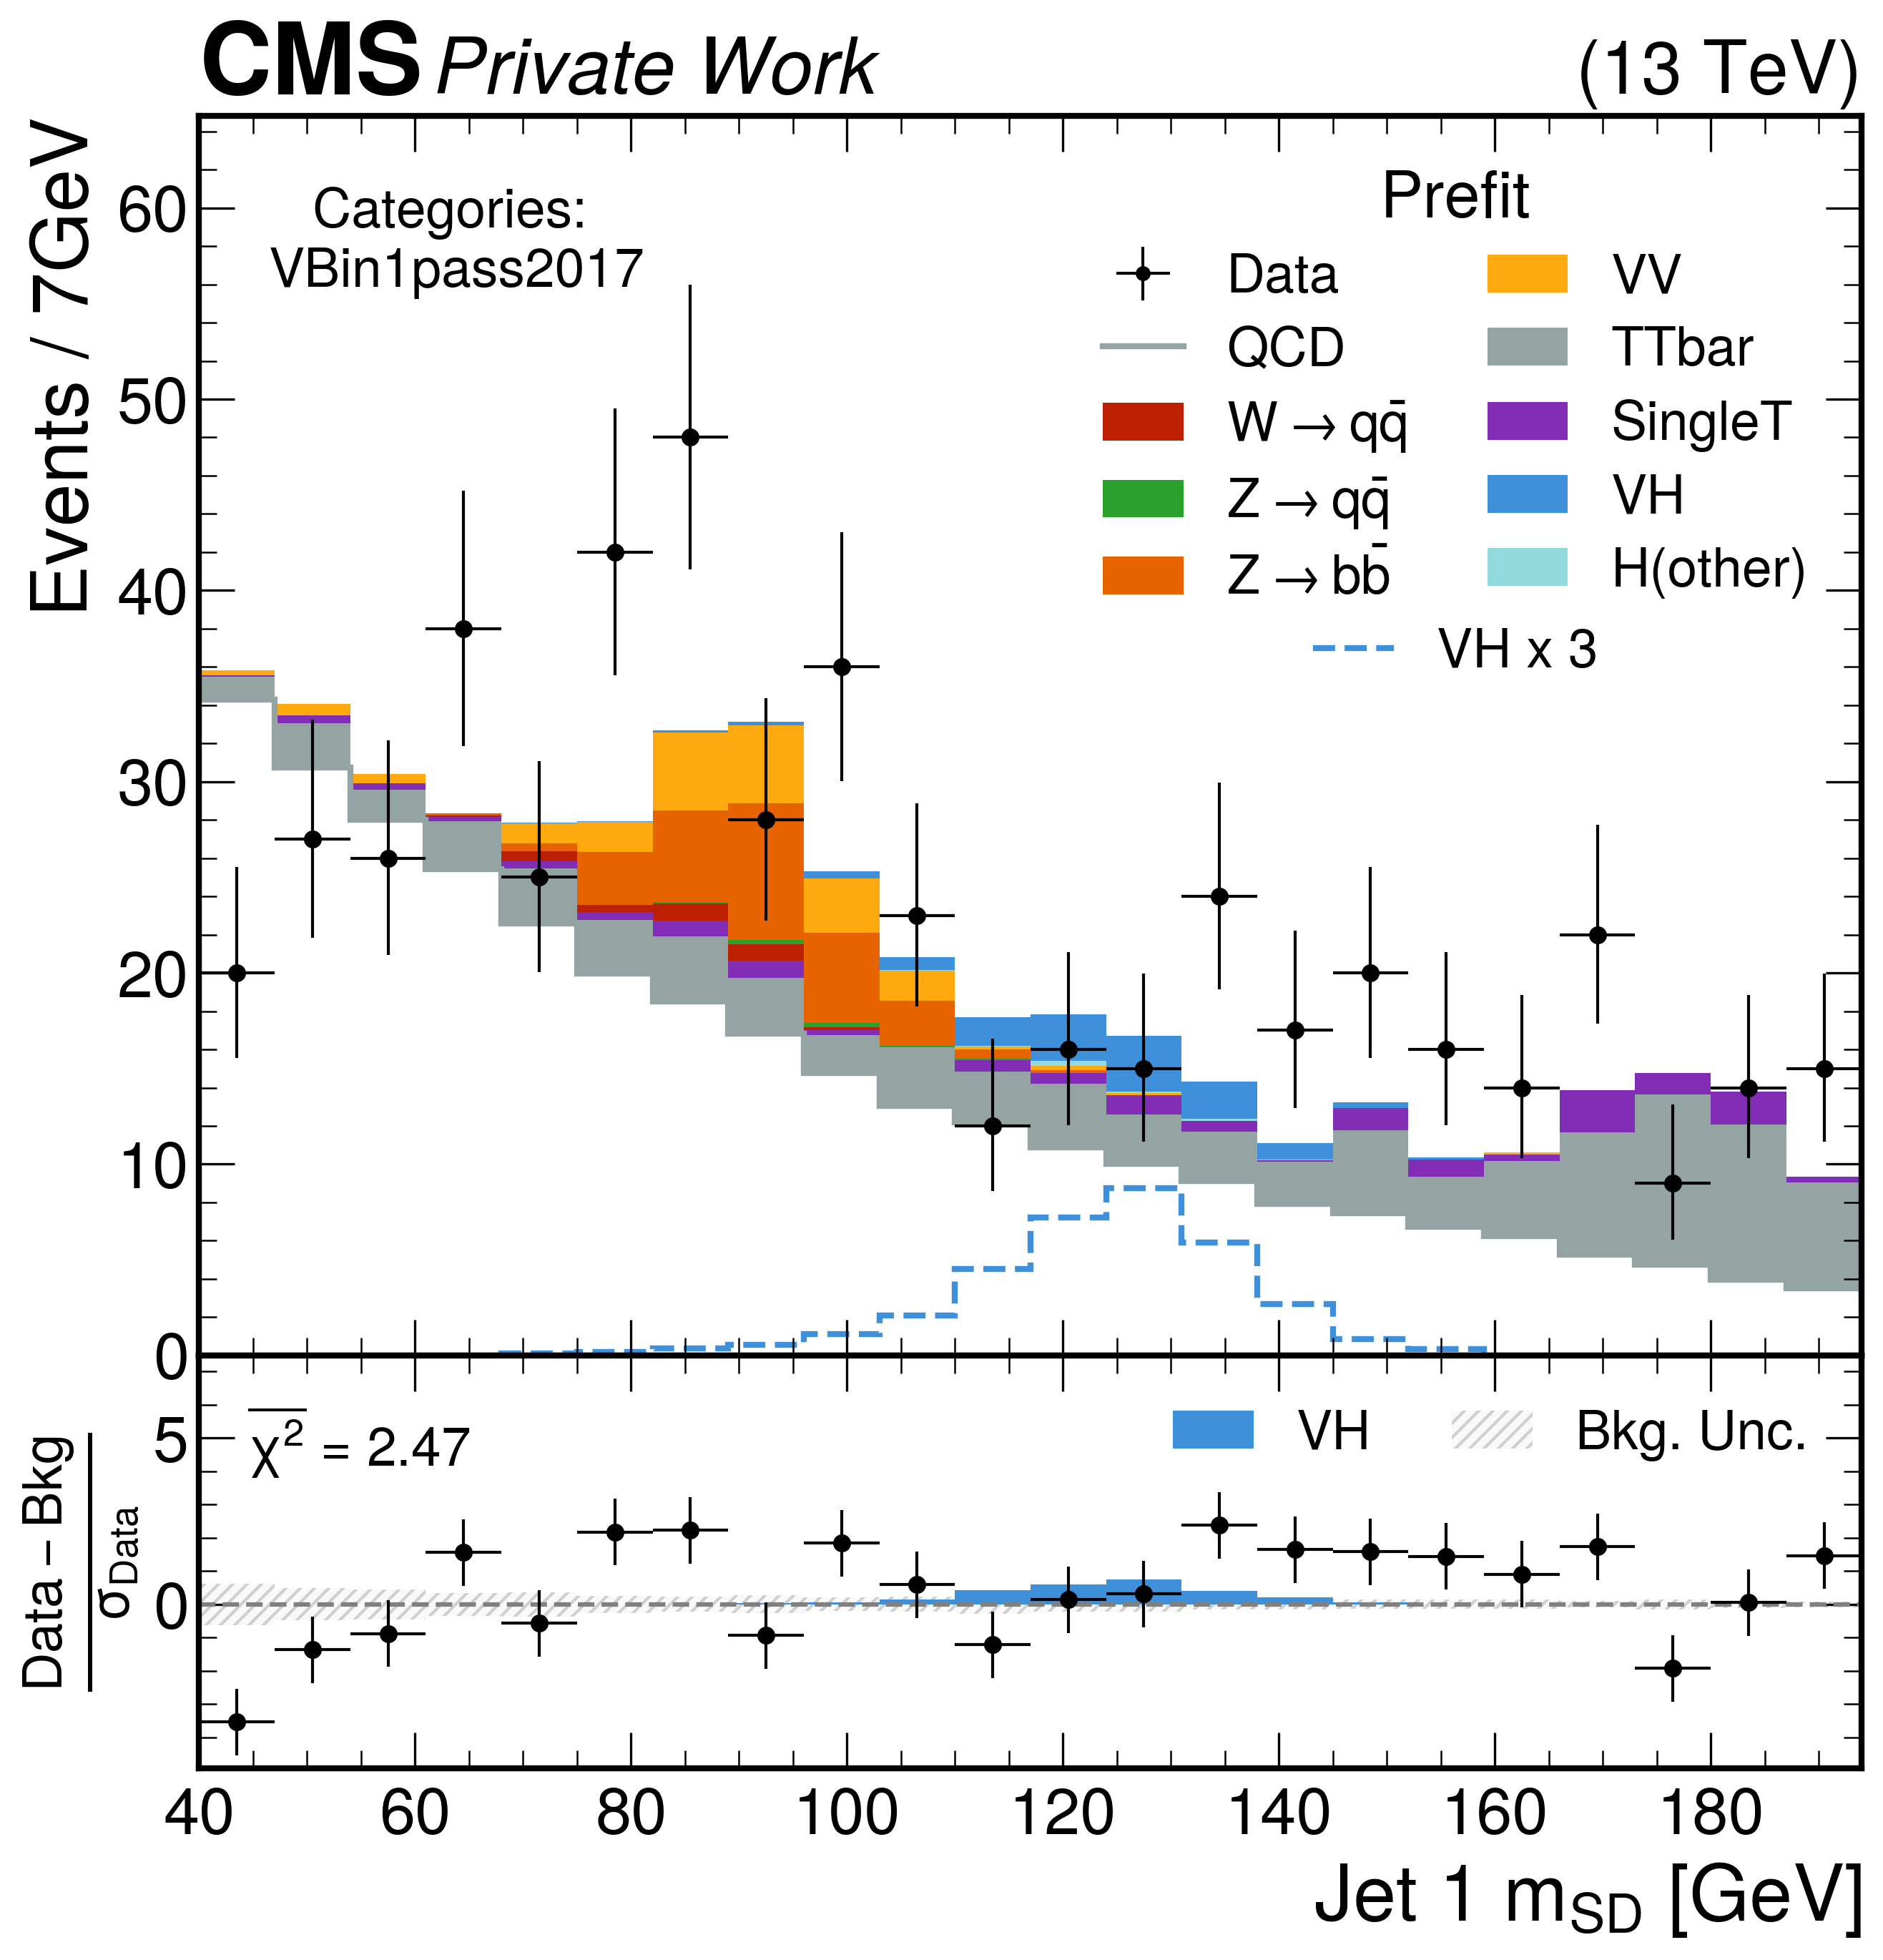 CMS Private Work (13 TeV)
Events / 7GeV
60
50
40
30
20
10
0
Categories:
VBin1pass2017
Prefit
Data
QCD
W → qq̄
Z → qq̄
Z → bb̄
VV
TTbar
SingleT
VH
H(other)
VH x 3
Data − Bkg
σData
5
0
χ² = 2.47
VH
Bkg. Unc.
40 60 80 100 120 140 160 180
Jet 1 mSD [GeV]